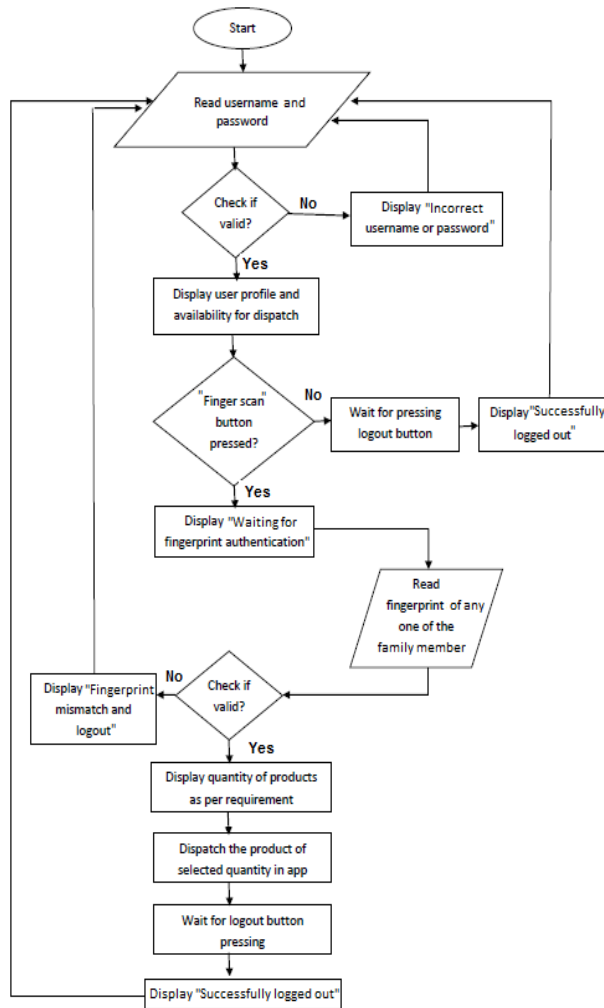 Start
Read username and
password
Check if
valid?
No
Display "Incorrect
username or password"
Yes
Display user profile and
availability for dispatch
"Finger scan"
button
pressed?
No
Wait for pressing
logout button
Display "Successfully
logged out"
Yes
Display "Waiting for
fingerprint authentication"
Read
fingerprint of any
one of the
family member
Check if
valid?
No
Display "Fingerprint
mismatch and
logout"
Yes
Display quantity of products
as per requirement
Dispatch the product of
selected quantity in app
Wait for logout button
pressing
Display "Successfully logged out"